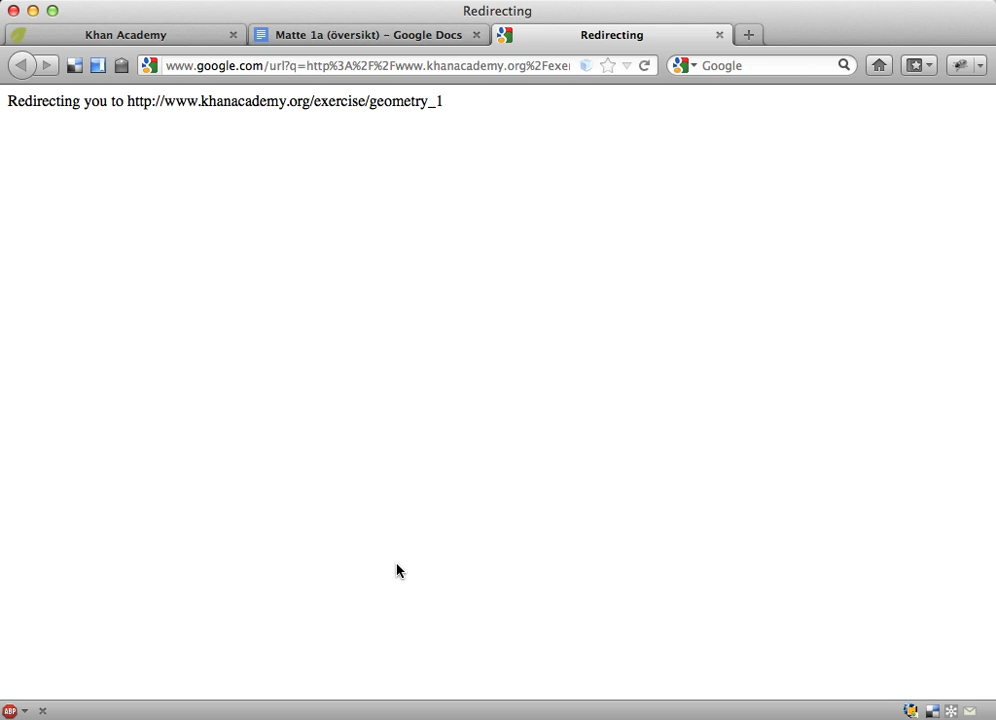 Redirecting
Khan Academy
Matte 1a (översikt) – Google Docs
Redirecting
www.google.com/url?q=http%3A%2F%2Fwww.khanacademy.org%2Fexe
Google
Redirecting you to http://www.khanacademy.org/exercise/geometry_1
ABP